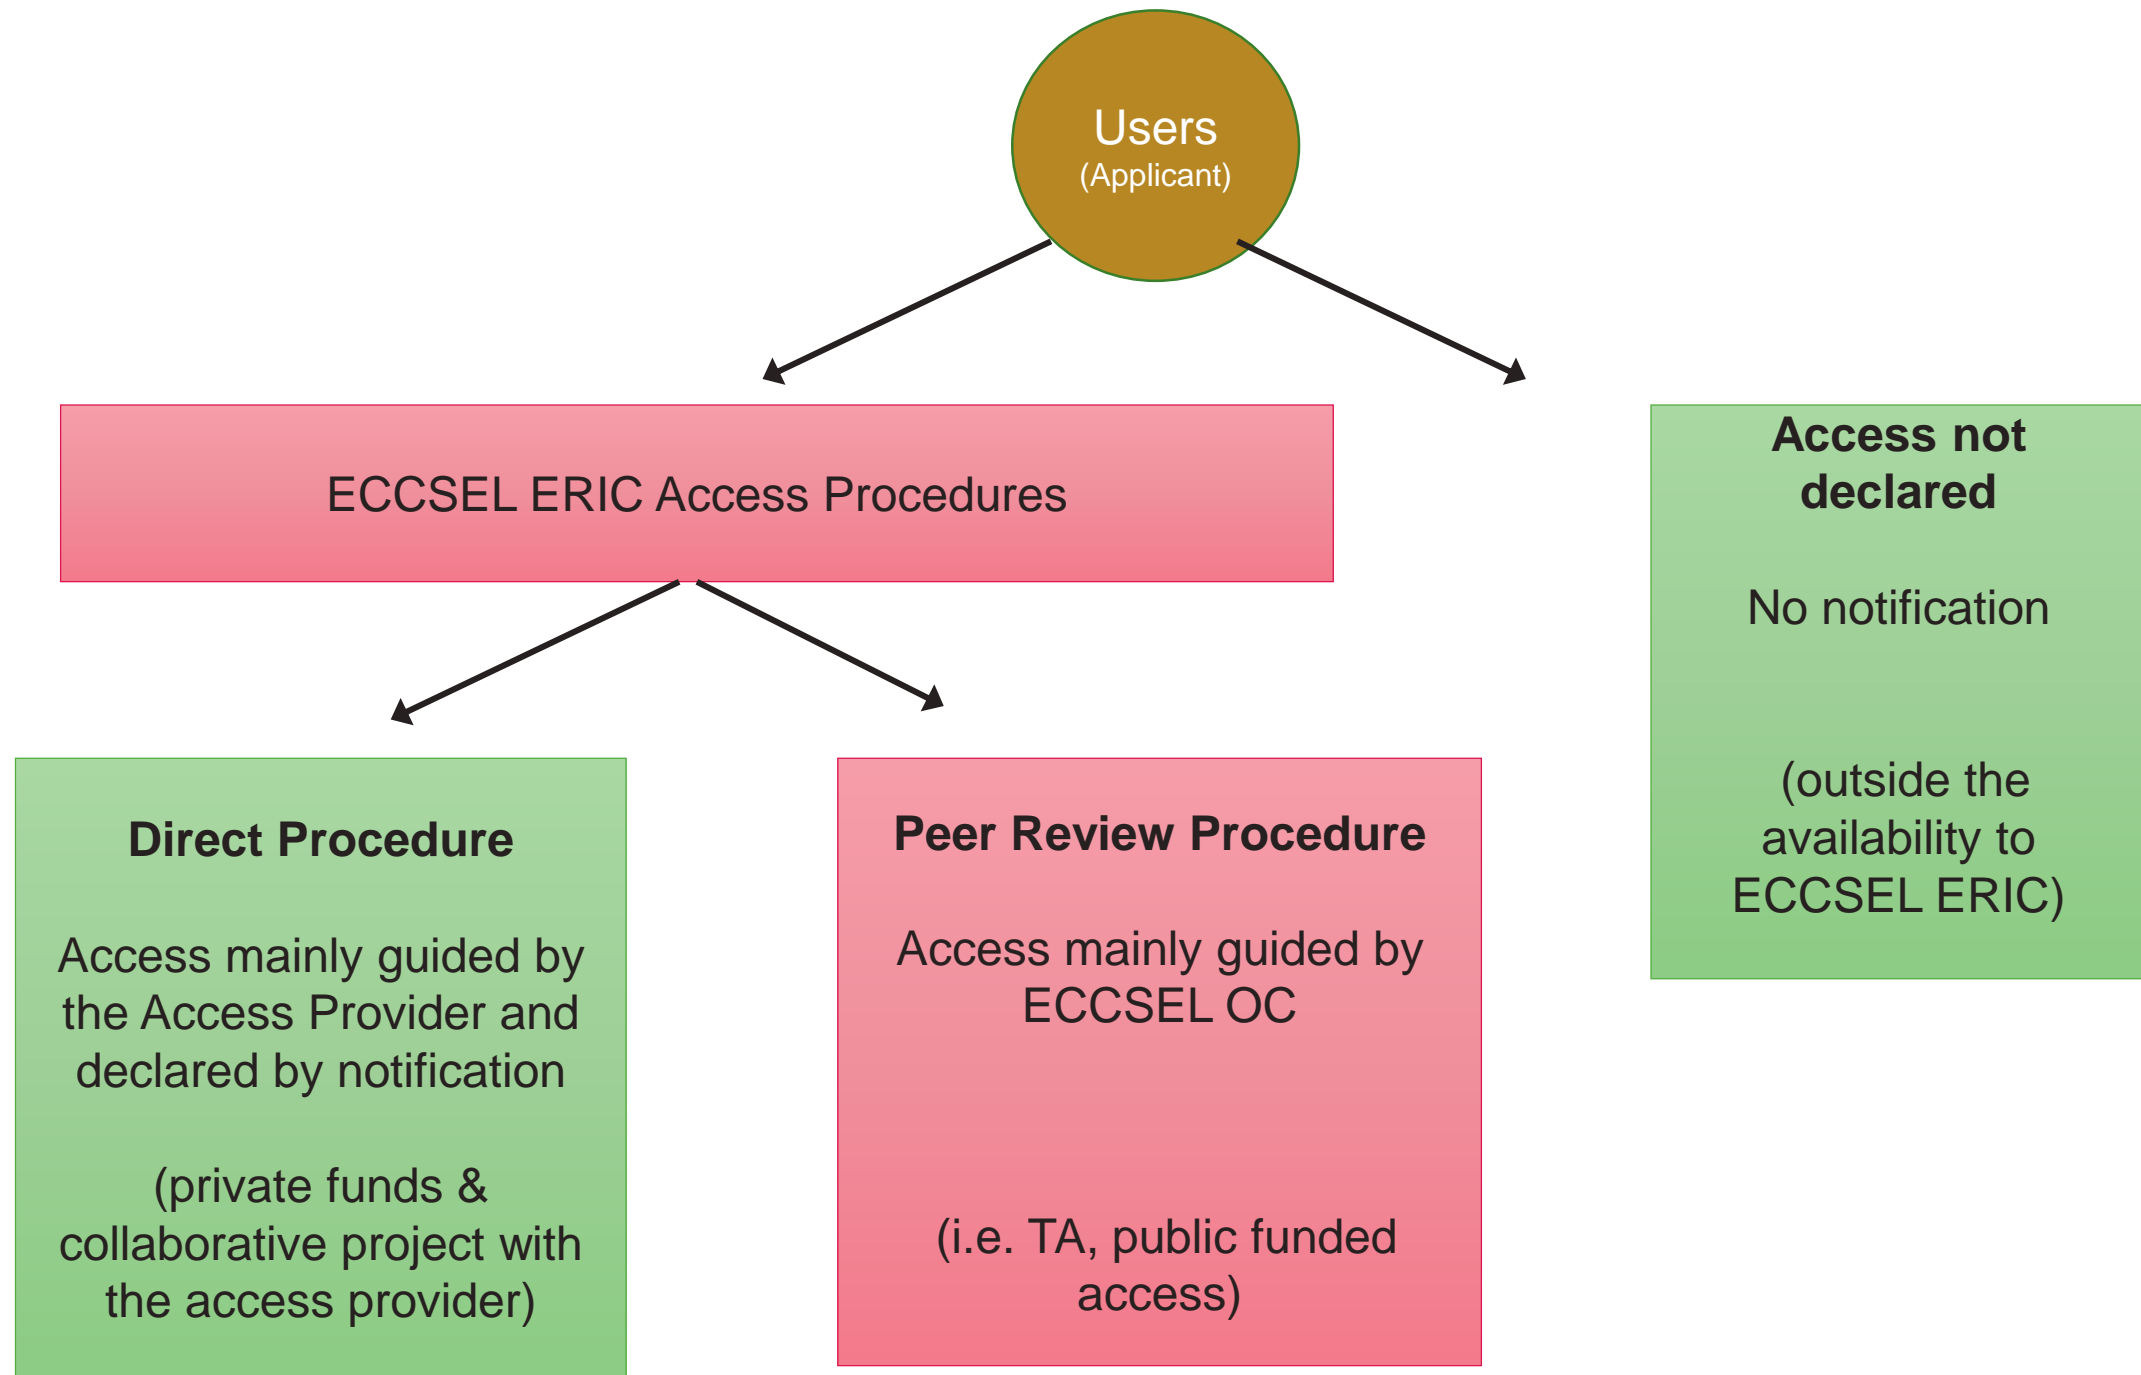 Users
(Applicant)
ECCSEL ERIC Access Procedures
Access not
declared
No notification
(outside the
availability to
ECCSEL ERIC)
Direct Procedure
Access mainly guided by
the Access Provider and
declared by notification
(private funds &
collaborative project with
the access provider)
Peer Review Procedure
Access mainly guided by
ECCSEL OC
(i.e. TA, public funded
access)